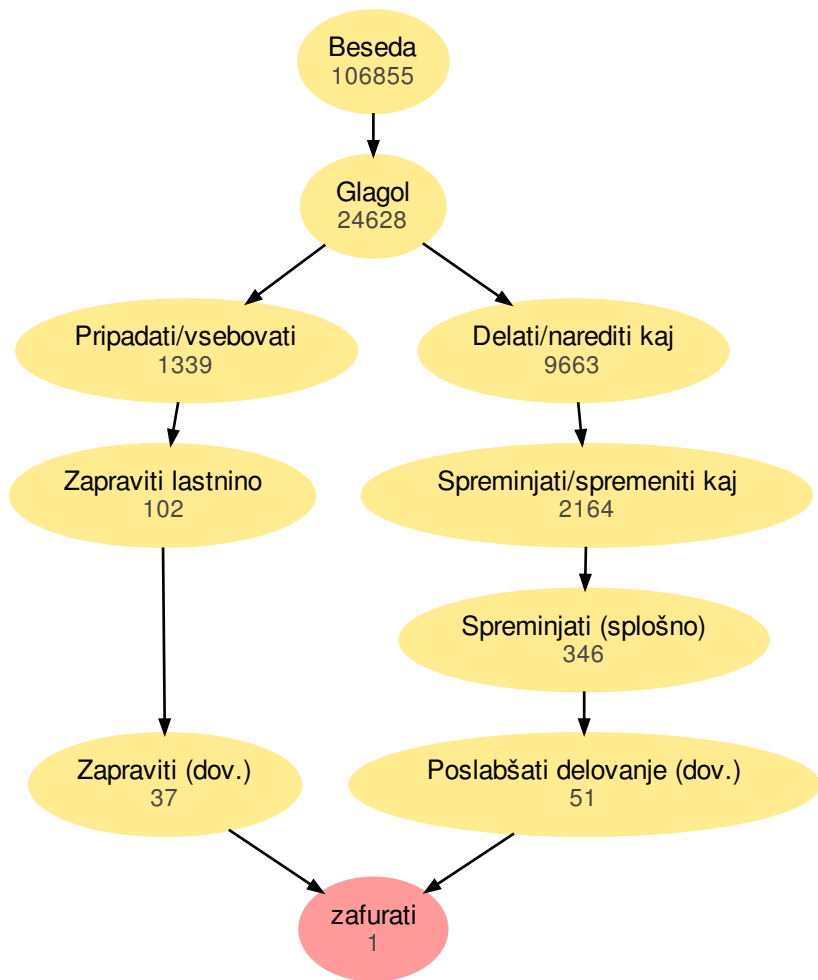 Beseda
106855
Glagol
24628
Pripadati/vsebovati
1339
Delati/narediti kaj
9663
Zapraviti lastnino
102
Spreminjati/spremeniti kaj
2164
Spreminjati (splošno)
346
Zapraviti (dov.)
37
Poslabšati delovanje (dov.)
51
zafurati
1